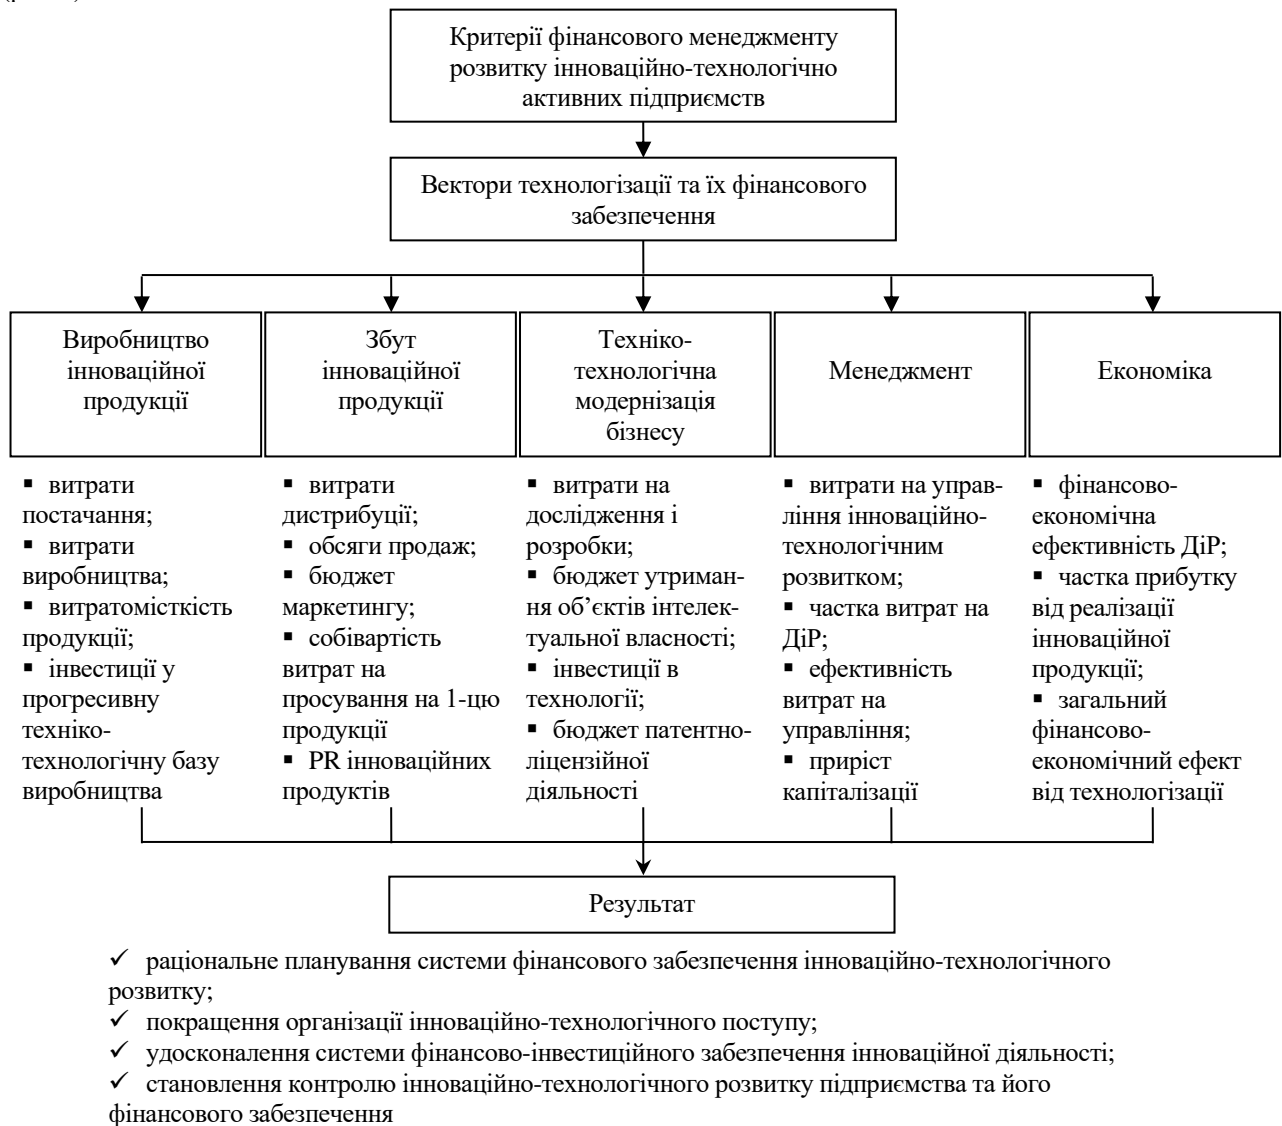 Критерії фінансового менеджменту
розвитку інноваційно-технологічно
активних підприємств
Вектори технологізації та їх фінансового
забезпечення
Виробництво
інноваційної
продукції
Збут
інноваційної
продукції
Техніко-
технологічна
модернізація
бізнесу
Менеджмент
Економіка
▪ витрати
постачання;
▪ витрати
виробництва;
▪ витратомісткість
продукції;
▪ інвестиції у
прогресивну
техніко-
технологічну базу
виробництва
▪ витрати
дистрибуції;
▪ обсяги продаж;
▪ бюджет
маркетингу;
▪ собівартість
витрат на
просування на 1-цю
продукції
▪ PR інноваційних
продуктів
▪ витрати на
дослідження і
розробки;
▪ бюджет утриман-
ня об’єктів інтелек-
туальної власності;
▪ інвестиції в
технології;
▪ бюджет патентно-
ліцензійної
діяльності
▪ витрати на управ-
ління інноваційно-
технологічним
розвитком;
▪ частка витрат на
ДіР;
▪ ефективність
витрат на
управління;
▪ приріст
капіталізації
▪ фінансово-
економічна
ефективність ДіР;
▪ частка прибутку
від реалізації
інноваційної
продукції;
▪ загальний
фінансово-
економічний ефект
від технологізації
Результат
✓ раціональне планування системи фінансового забезпечення інноваційно-технологічного
розвитку;
✓ покращення організації інноваційно-технологічного поступу;
✓ удосконалення системи фінансово-інвестиційного забезпечення інноваційної діяльності;
✓ становлення контролю інноваційно-технологічного розвитку підприємства та його
фінансового забезпечення